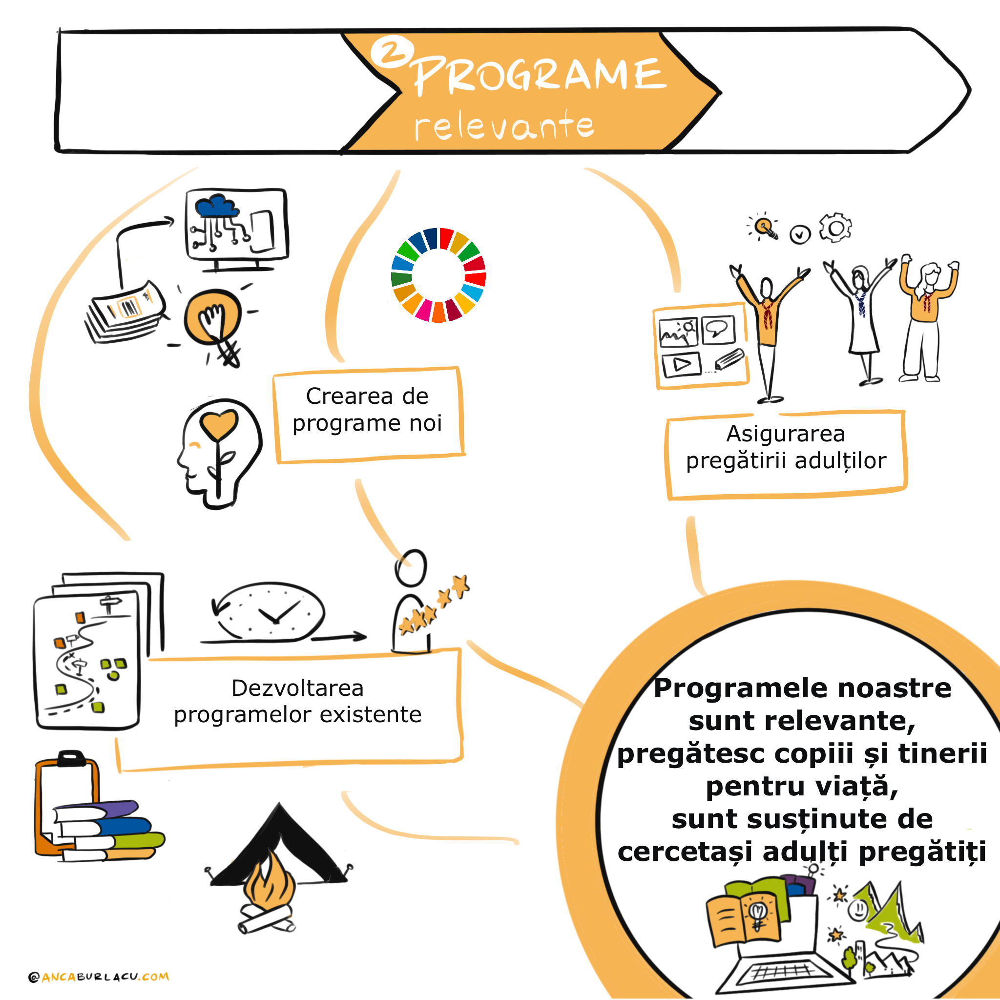 2
PROGRAME
relevante
Crearea de
programe noi
Asigurarea
pregătirii adulților
Dezvoltarea
programelor existente
Programele noastre
sunt relevante,
pregătesc copiii și tinerii
pentru viață,
sunt susținute de
cercetași adulți pregătiți
@ANCABURLACU.COM